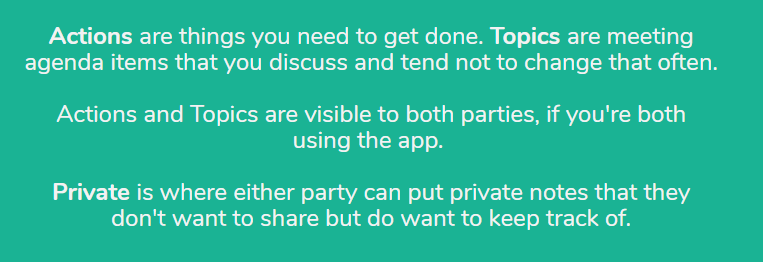 Actions are things you need to get done. Topics are meeting
agenda items that you discuss and tend not to change that often.
Actions and Topics are visible to both parties, if you're both
using the app.
Private is where either party can put private notes that they
don't want to share but do want to keep track of.